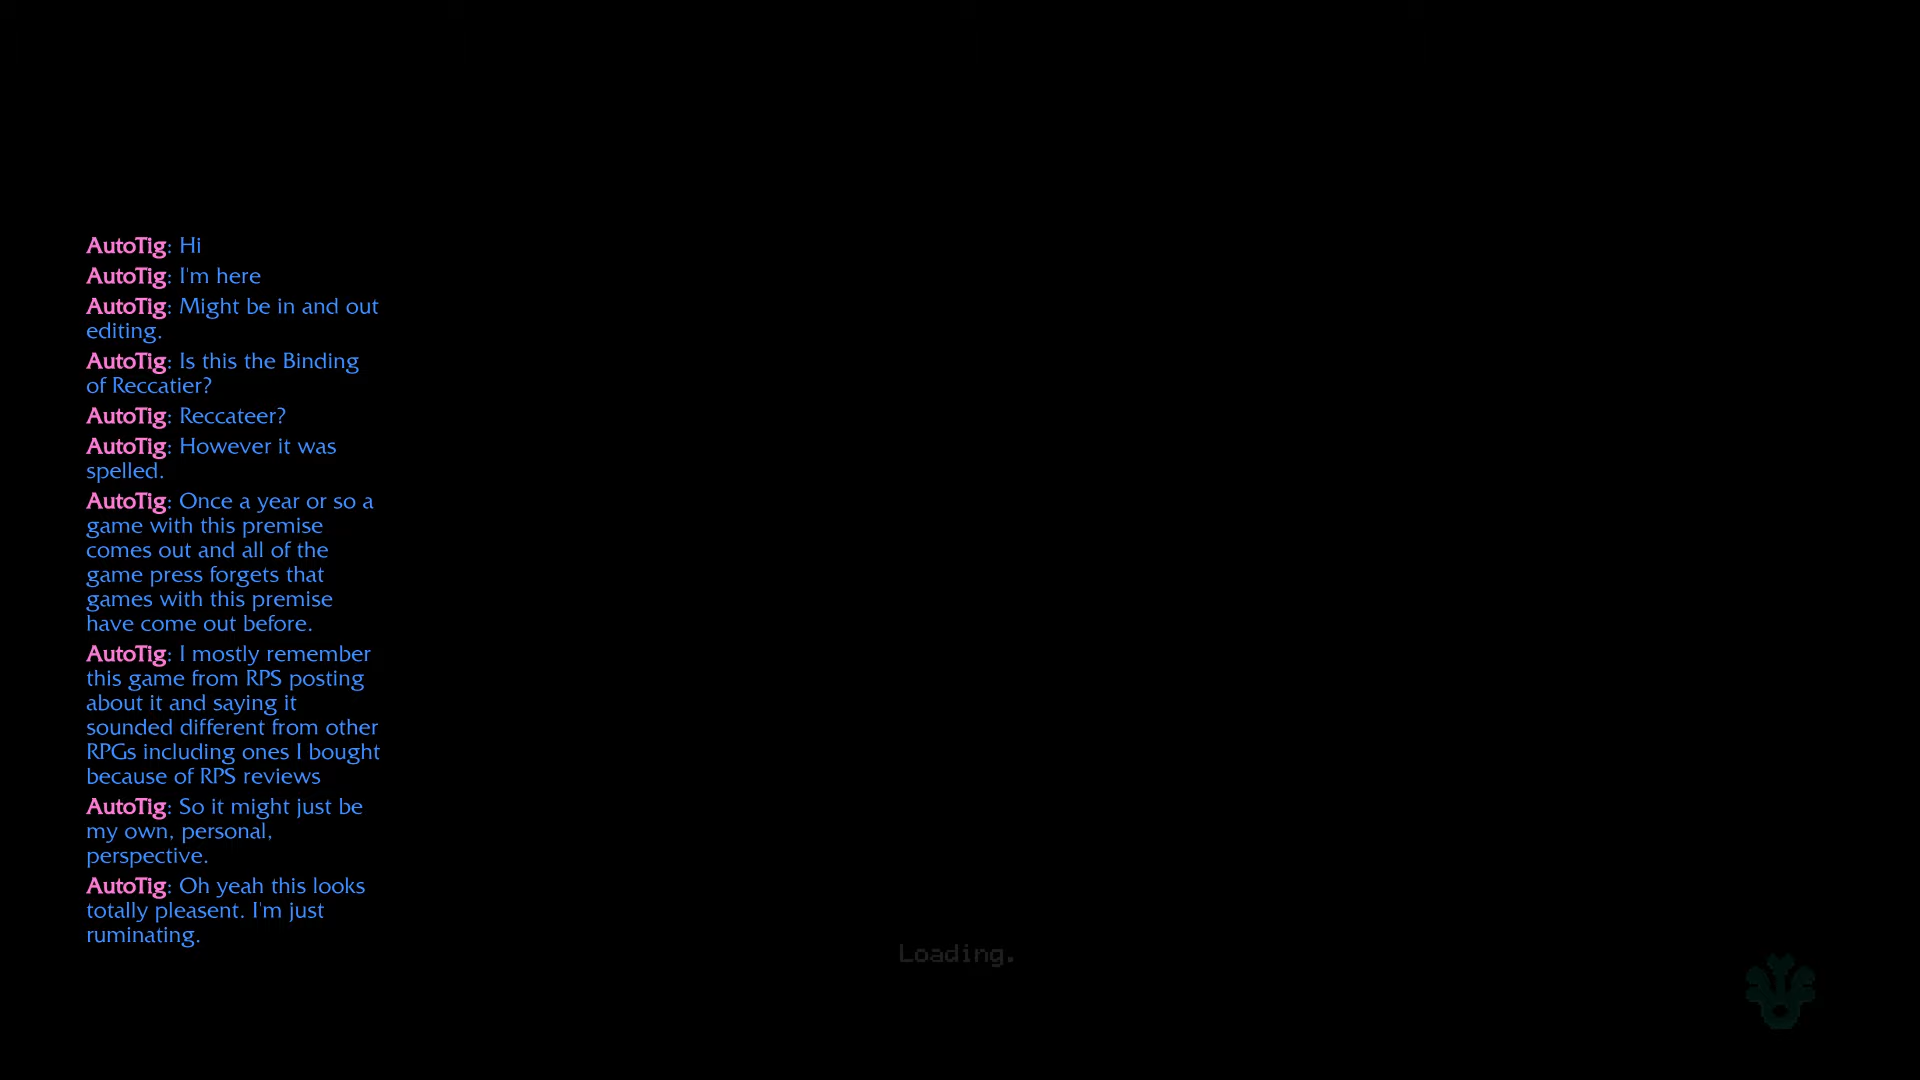 AutoTig: Hi
AutoTig: I'm here
AutoTig: Might be in and out
editing.
AutoTig: Is this the Binding
of Reccatier?
AutoTig: Reccateer?
AutoTig: However it was
spelled.
AutoTig: Once a year or so a
game with this premise
comes out and all of the
game press forgets that
games with this premise
have come out before.
AutoTig: I mostly remember
this game from RPS posting
about it and saying it
sounded different from other
RPGs including ones I bought
because of RPS reviews
AutoTig: So it might just be
my own, personal,
perspective.
AutoTig: Oh yeah this looks
totally pleasent. I'm just
ruminating.
Loading.